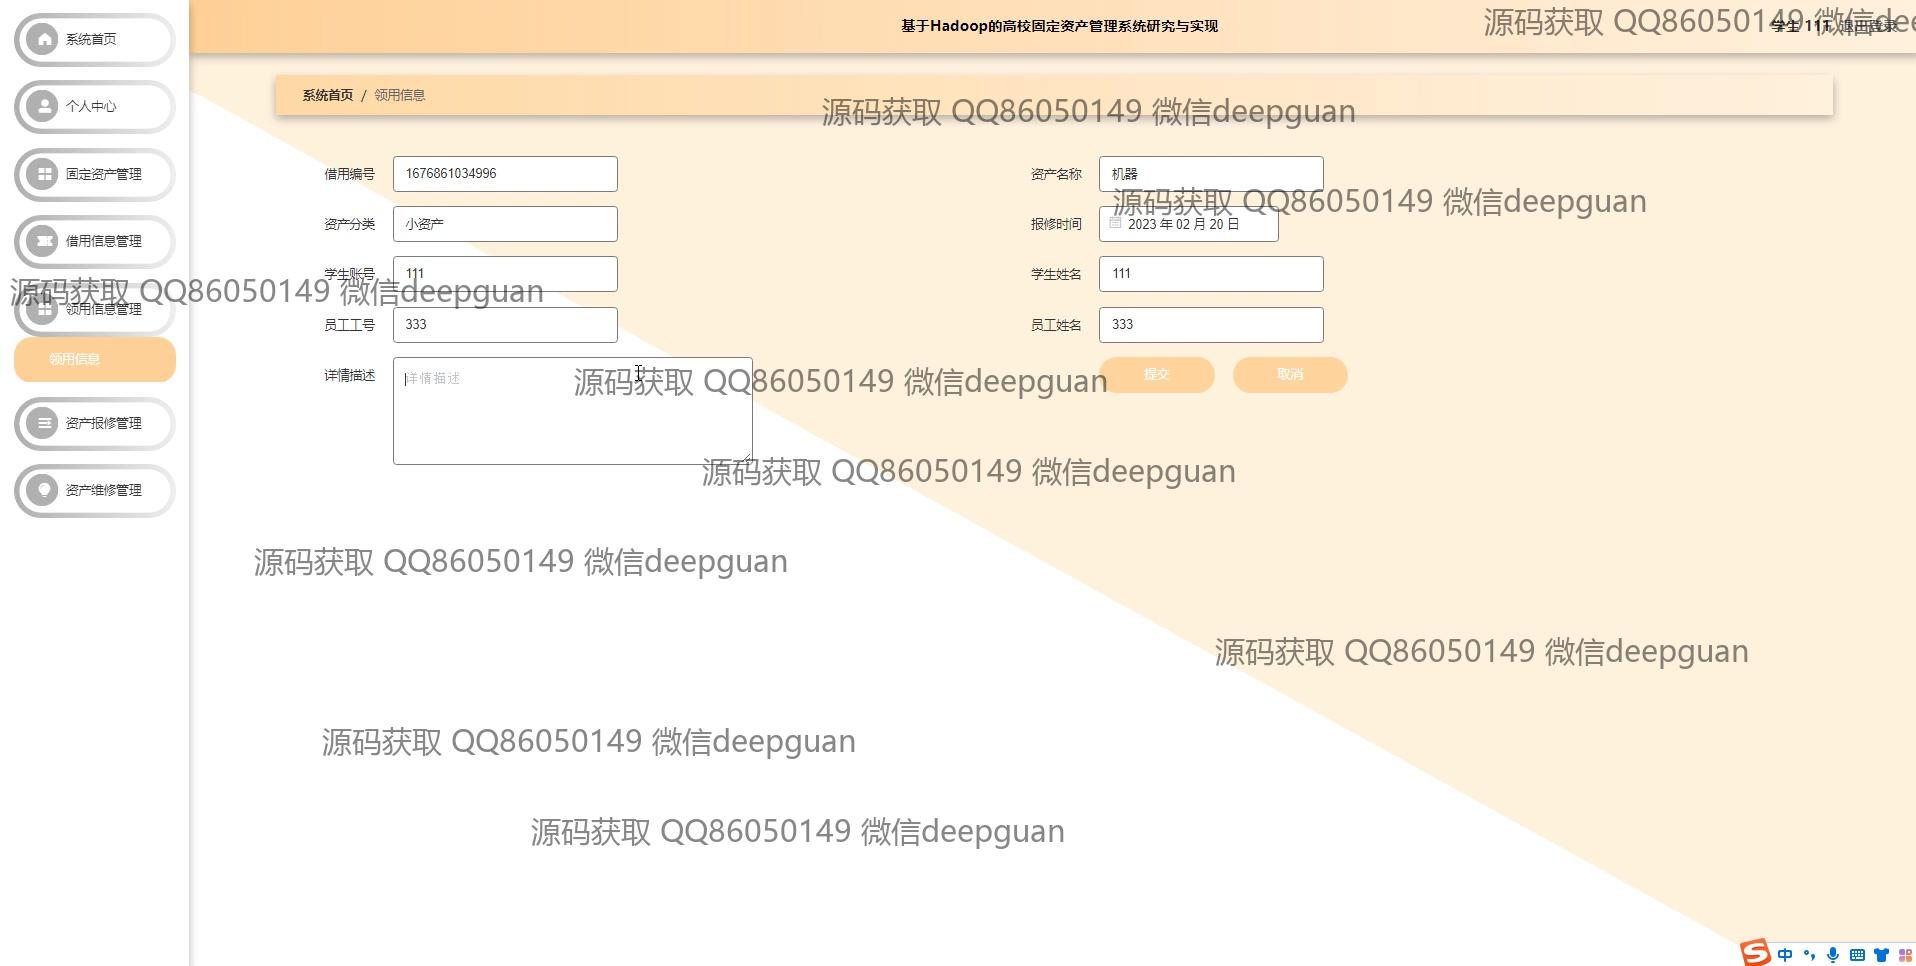 系统首页
个人中心
固定资产管理
借用信息管理
领用信息管理
领用信息
资产报修管理
资产维修管理
基于Hadoop的高校固定资产管理系统研究与实现
学生 111 退出登录
源码获取 QQ86050149 微信dee
系统首页 / 领用信息
源码获取 QQ86050149 微信deepguan
借用编号 1676861034996
资产名称 机器
源码获取 QQ86050149 微信deepguan
资产分类 小资产
报修时间 2023 年 02 月 20 日
学生账号 111
学生姓名 111
源码获取 QQ86050149 微信deepguan
员工工号 333
员工姓名 333
详情描述 详情描述
提交 取消
源码获取 QQ86050149 微信deepguan
源码获取 QQ86050149 微信deepguan
源码获取 QQ86050149 微信deepguan
源码获取 QQ86050149 微信deepguan
源码获取 QQ86050149 微信deepguan
源码获取 QQ86050149 微信deepguan
S 中